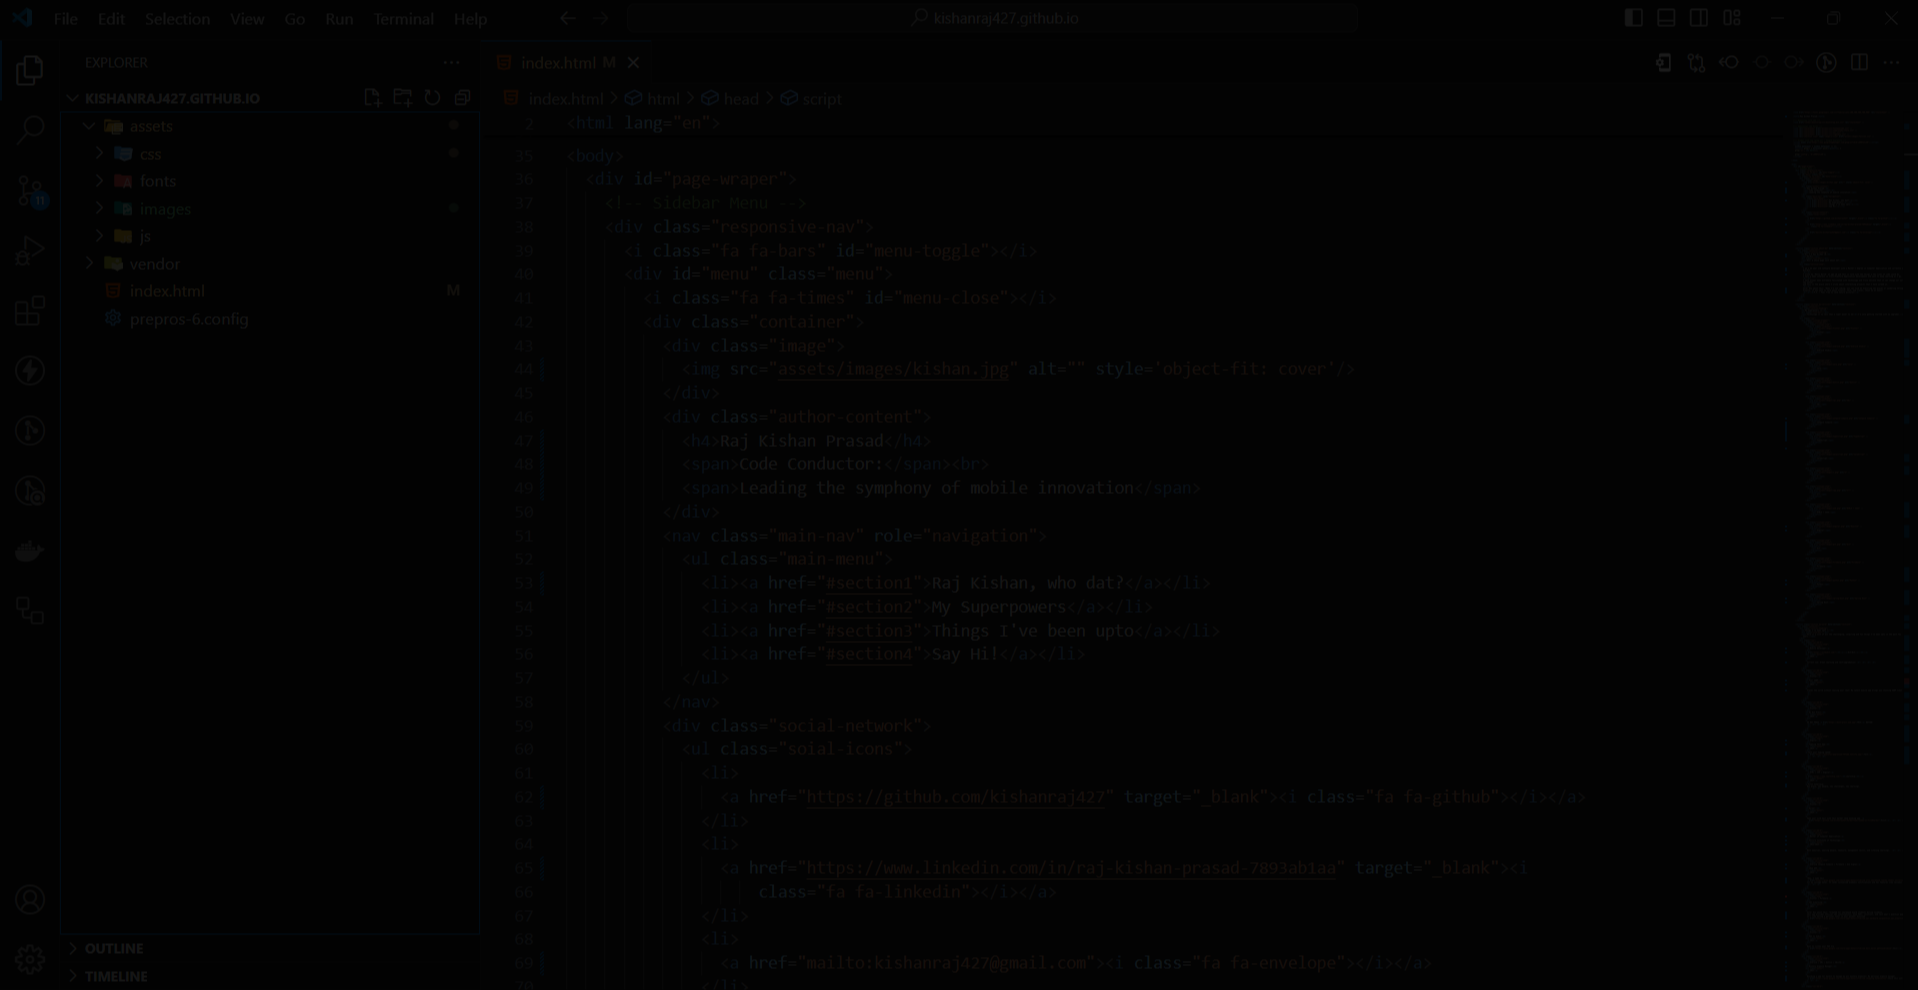 File Edit Selection View Go Run Terminal Help
kishanraj427.github.io
EXPLORER
KISHANRAJ427.GITHUB.IO
assets
css
fonts
images
js
vendor
index.html M
prepros-6.config
OUTLINE
TIMELINE
11
index.html M
index.html > html > head > script
2 <html lang="en">
35 <body>
36 <div id="page-wraper">
37 <!-- Sidebar Menu -->
38 <div class="responsive-nav">
39 <i class="fa fa-bars" id="menu-toggle"></i>
40 <div id="menu" class="menu">
41 <i class="fa fa-times" id="menu-close"></i>
42 <div class="container">
43 <div class="image">
44 <img src="assets/images/kishan.jpg" alt="" style='object-fit: cover'/>
45 </div>
46 <div class="author-content">
47 <h4>Raj Kishan Prasad</h4>
48 <span>Code Conductor:</span><br>
49 <span>Leading the symphony of mobile innovation</span>
50 </div>
51 <nav class="main-nav" role="navigation">
52 <ul class="main-menu">
53 <li><a href="#section1">Raj Kishan, who dat?</a></li>
54 <li><a href="#section2">My Superpowers</a></li>
55 <li><a href="#section3">Things I've been upto</a></li>
56 <li><a href="#section4">Say Hi!</a></li>
57 </ul>
58 </nav>
59 <div class="social-network">
60 <ul class="soial-icons">
61 <li>
62 <a href="https://github.com/kishanraj427" target="_blank"><i class="fa fa-github"></i></a>
63 </li>
64 <li>
65 <a href="https://www.linkedin.com/in/raj-kishan-prasad-7893ab1aa" target="_blank"><i
66 class="fa fa-linkedin"></i></a>
67 </li>
68 <li>
69 <a href="mailto:kishanraj427@gmail.com"><i class="fa fa-envelope"></i></a>
70 </li>